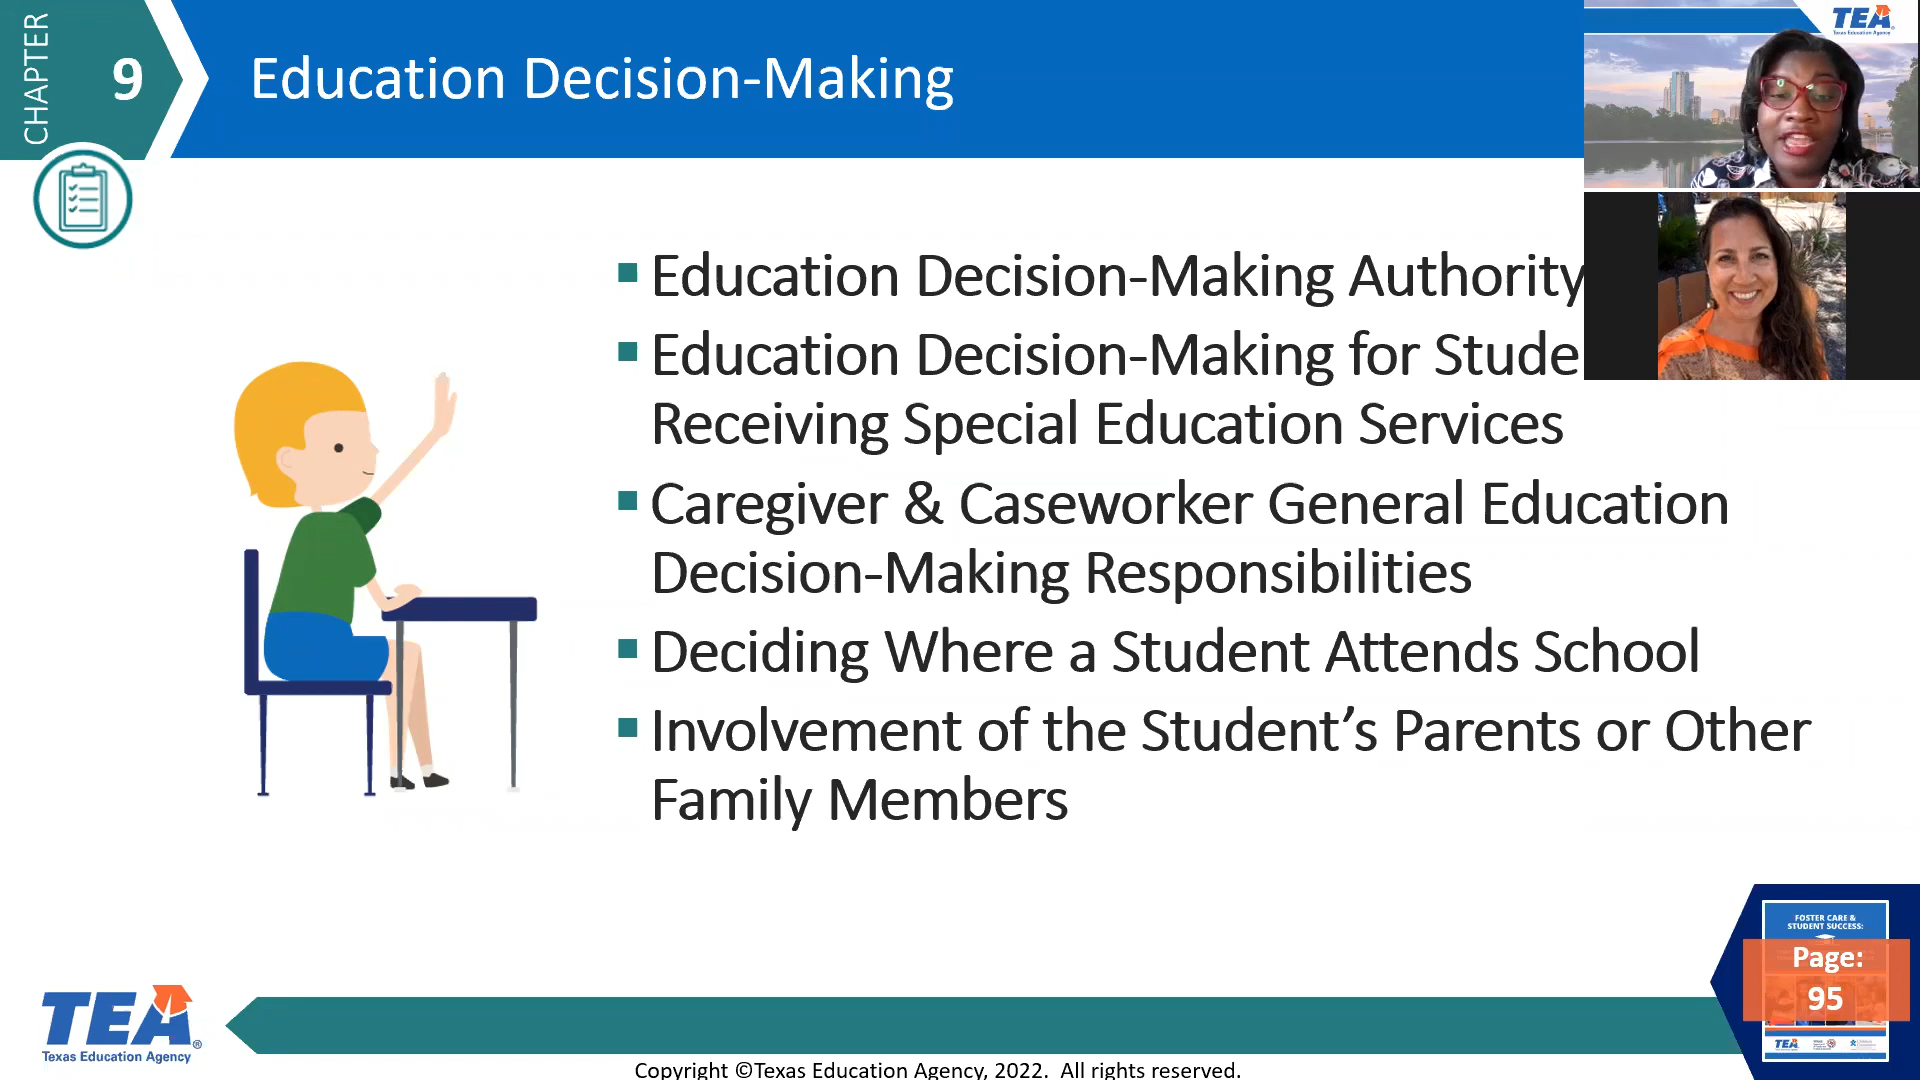 CHAPTER
9
Education Decision-Making
TEA
Texas Education Agency
Education Decision-Making Authority
Education Decision-Making for Stude
Receiving Special Education Services
Caregiver & Caseworker General Education
Decision-Making Responsibilities
Deciding Where a Student Attends School
Involvement of the Student’s Parents or Other
Family Members
FOSTER CARE &
STUDENT SUCCESS:
Page:
95
TEA
TEA®
Texas Education Agency
Copyright ©Texas Education Agency, 2022. All rights reserved.